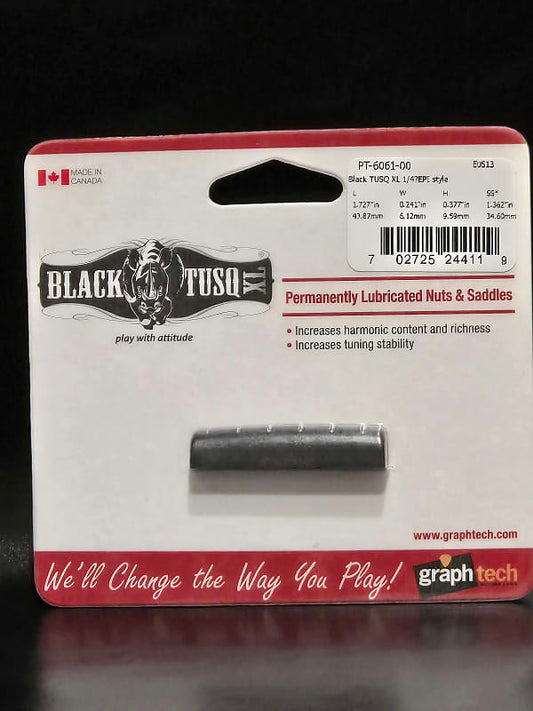 MADE IN
CANADA
PT-6061-00 EUS13
Black TUSQ XL 1/4?EPI style
L W H SS*
1.727"in 0.241"in 0.377"in 1.362"in
43.87mm 6.12mm 9.59mm 34.60mm
7 02725 24411 9
BLACK TUSQ XL
®
play with attitude
Permanently Lubricated Nuts & Saddles
• Increases harmonic content and richness
• Increases tuning stability
www.graphtech.com
We'll Change the Way You Play!
graph tech